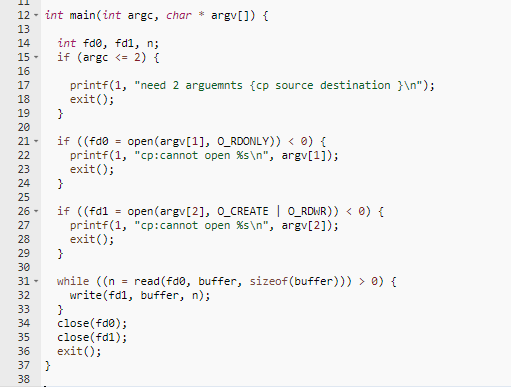 11
12 int main(int argc, char * argv[]) {
13
14 int fd0, fd1, n;
15 if (argc <= 2) {
16
17 printf(1, "need 2 arguemnts {cp source destination }\n");
18 exit();
19 }
20
21 if ((fd0 = open(argv[1], O_RDONLY)) < 0) {
22 printf(1, "cp:cannot open %s\n", argv[1]);
23 exit();
24 }
25
26 if ((fd1 = open(argv[2], O_CREATE | O_RDWR)) < 0) {
27 printf(1, "cp:cannot open %s\n", argv[2]);
28 exit();
29 }
30
31 while ((n = read(fd0, buffer, sizeof(buffer))) > 0) {
32 write(fd1, buffer, n);
33 }
34 close(fd0);
35 close(fd1);
36 exit();
37 }
38